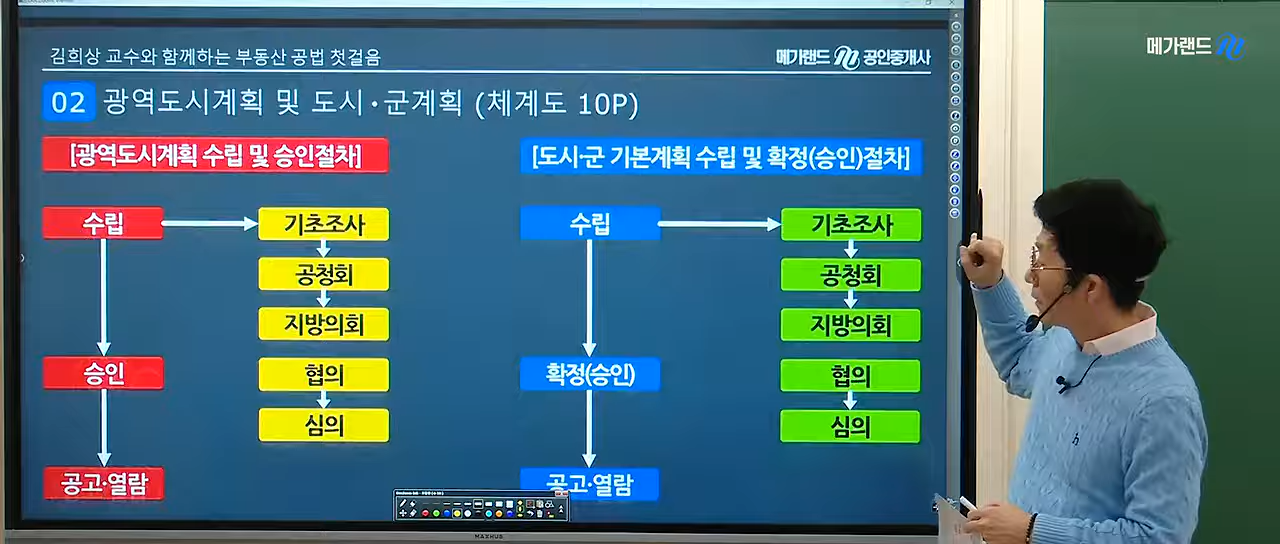 김희상 교수와 함께하는 부동산 공법 첫걸음
메가랜드 공인중개사
메가랜드
02 광역도시계획 및 도시·군계획 (체계도 10P)
[광역도시계획 수립 및 승인절차]
[도시·군 기본계획 수립 및 확정(승인)절차]
수립
기초조사
공청회
지방의회
승인
협의
심의
공고·열람
수립
기초조사
공청회
지방의회
확정(승인)
협의
심의
공고·열람
MAXHUB